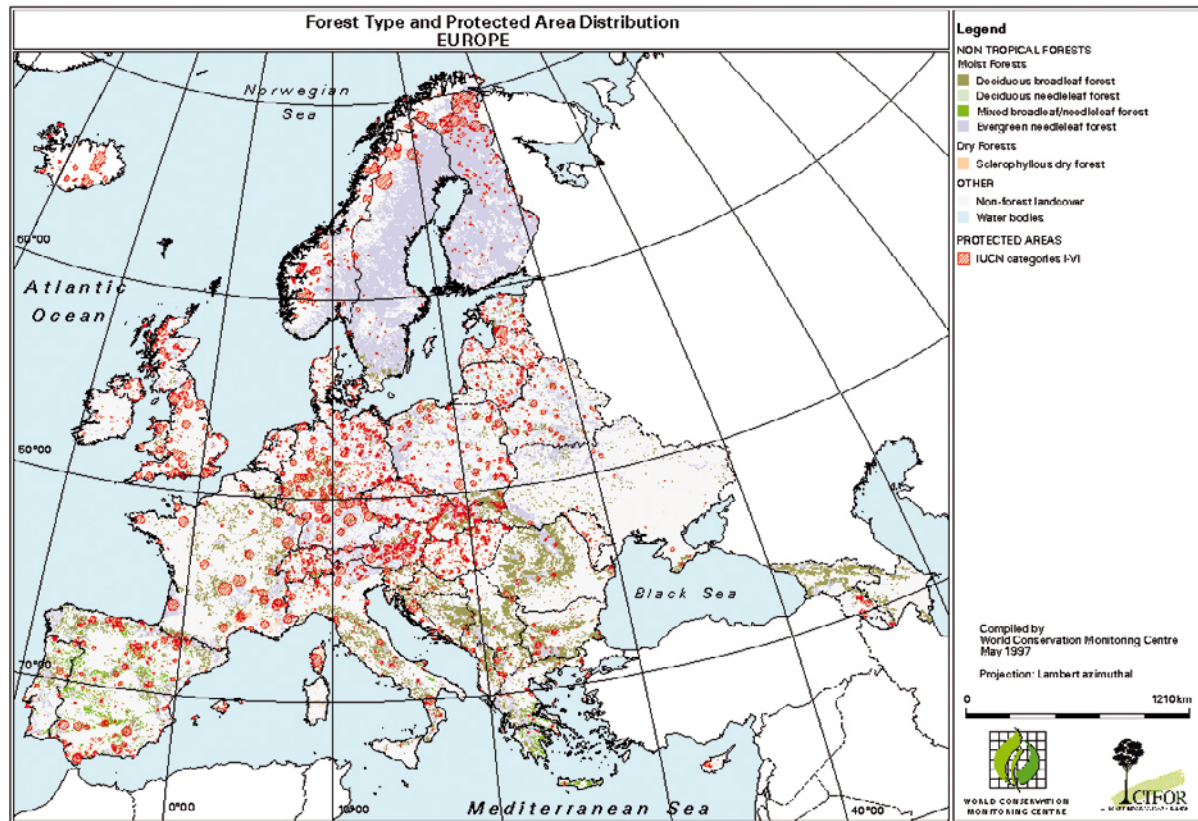 Forest Type and Protected Area Distribution
EUROPE
Legend
NON TROPICAL FORESTS
Moist Forests
Deciduous broadleaf forest
Deciduous needleleaf forest
Mixed broadleaf/needleleaf forest
Evergreen needleleaf forest
Dry Forests
Sclerophyllous dry forest
OTHER
Non-forest landcover
Water bodies
PROTECTED AREAS
IUCN categories I-VI
Norwegian
Sea
60°00
Atlantic
Ocean
50°00
Black Sea
70°00
0°00
10°00
Mediterranean Sea
40°00
Compiled by
World Conservation Monitoring Centre
May 1997
Projection: Lambert azimuthal
0 1210km
WORLD CONSERVATION
MONITORING CENTRE
CIFOR